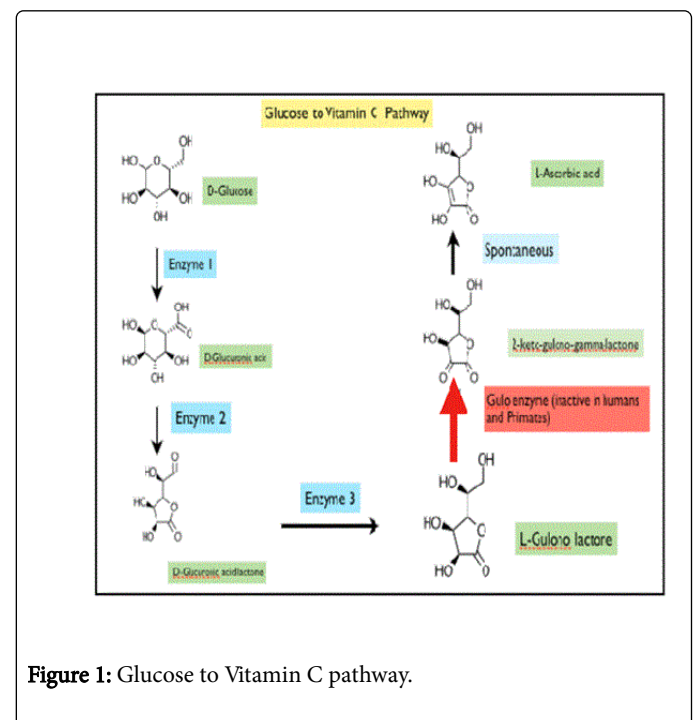 Glucose to Vitamin C Pathway
D-Glucose
Enzyme 1
D-Glucuronic acid
Enzyme 2
D-Glucuronic acidlactone
Enzyme 3
L-Gulono lactore
Gulo enzyme (inactive in humans
and Primates)
2-keto-gulono-gammalactone
Spontaneous
L-Ascorbic acid
HO
O
OH
HO
OH
OH
HO
OH
O
HO
OH
OH
O
HO
O
HO
O
OH
HO
HO
O
HO
O
OH
HO
HO
O
O
O
OH
HO
HO
O
HO
O
Figure 1: Glucose to Vitamin C pathway.